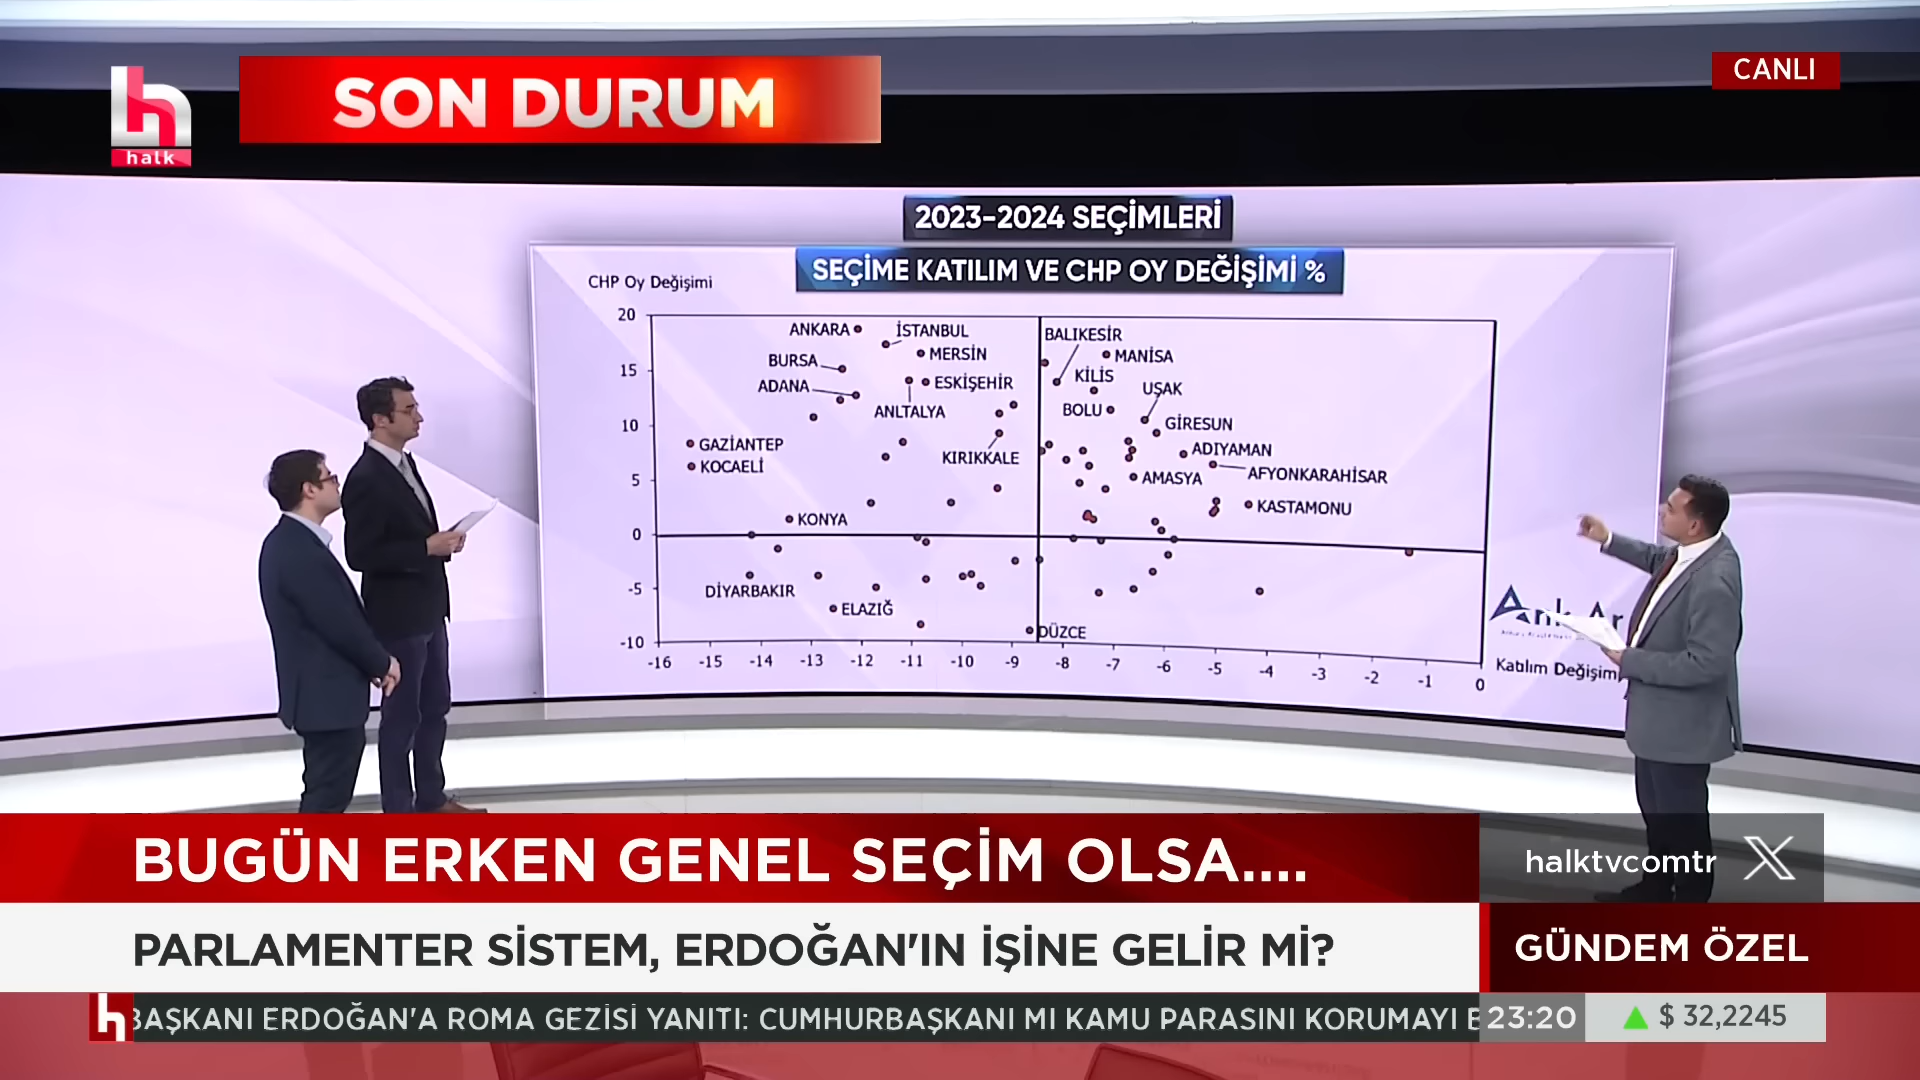 halk
SON DURUM
CANLI
2023-2024 SEÇİMLERİ
SEÇİME KATILIM VE CHP OY DEĞİŞİMİ %
CHP Oy Değişimi
20
15
10
5
0
-5
-10
ANKARA
İSTANBUL
MERSİN
BURSA
ADANA
ESKİŞEHİR
ANLTALYA
GAZİANTEP
KOCAELİ
KIRIKKALE
KONYA
DİYARBAKIR
ELAZIĞ
DÜZCE
BALIKESİR
MANİSA
KİLİS
UŞAK
BOLU
GİRESUN
ADIYAMAN
AFYONKARAHİSAR
AMASYA
KASTAMONU
-16 -15 -14 -13 -12 -11 -10 -9 -8 -7 -6 -5 -4 -3 -2 -1 0
Katılım Değişimi
BUGÜN ERKEN GENEL SEÇİM OLSA....
halktvcomtr X
PARLAMENTER SİSTEM, ERDOĞAN'IN İŞİNE GELİR Mİ?
GÜNDEM ÖZEL
BAŞKANI ERDOĞAN'A ROMA GEZİSİ YANITI: CUMHURBAŞKANI MI KAMU PARASINI KORUMAYI
23:20
$ 32,2245